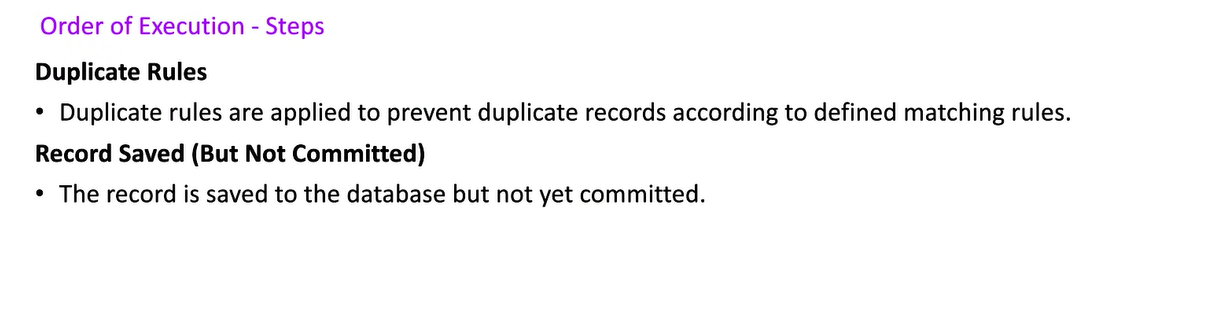 Order of Execution - Steps
Duplicate Rules
• Duplicate rules are applied to prevent duplicate records according to defined matching rules.
Record Saved (But Not Committed)
• The record is saved to the database but not yet committed.